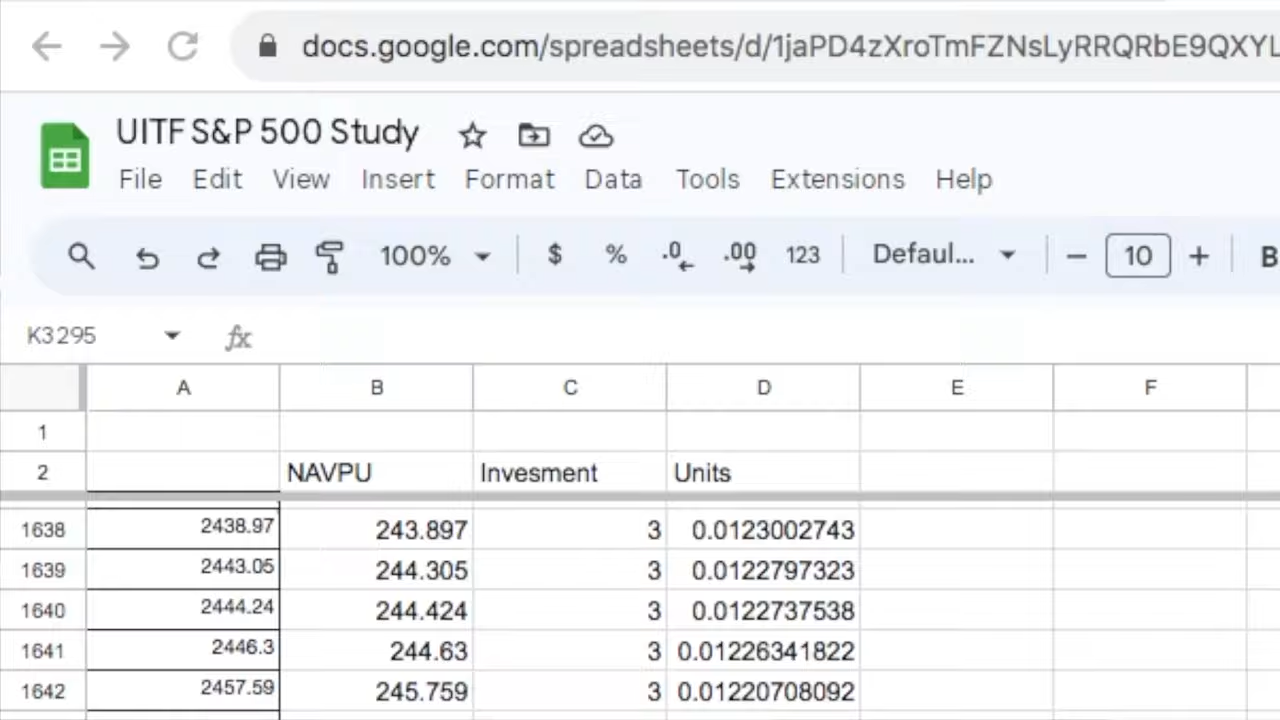 docs.google.com/spreadsheets/d/1jaPD4zXroTmFZNsLyRRQRbE9QXYL
UITF S&P 500 Study
File Edit View Insert Format Data Tools Extensions Help
100% $ % .0 .00 123 Defaul... − 10 + B
K3295 fx
A B C D E F
1
2 NAVPU Invesment Units
1638 2438.97 243.897 3 0.0123002743
1639 2443.05 244.305 3 0.0122797323
1640 2444.24 244.424 3 0.0122737538
1641 2446.3 244.63 3 0.01226341822
1642 2457.59 245.759 3 0.01220708092